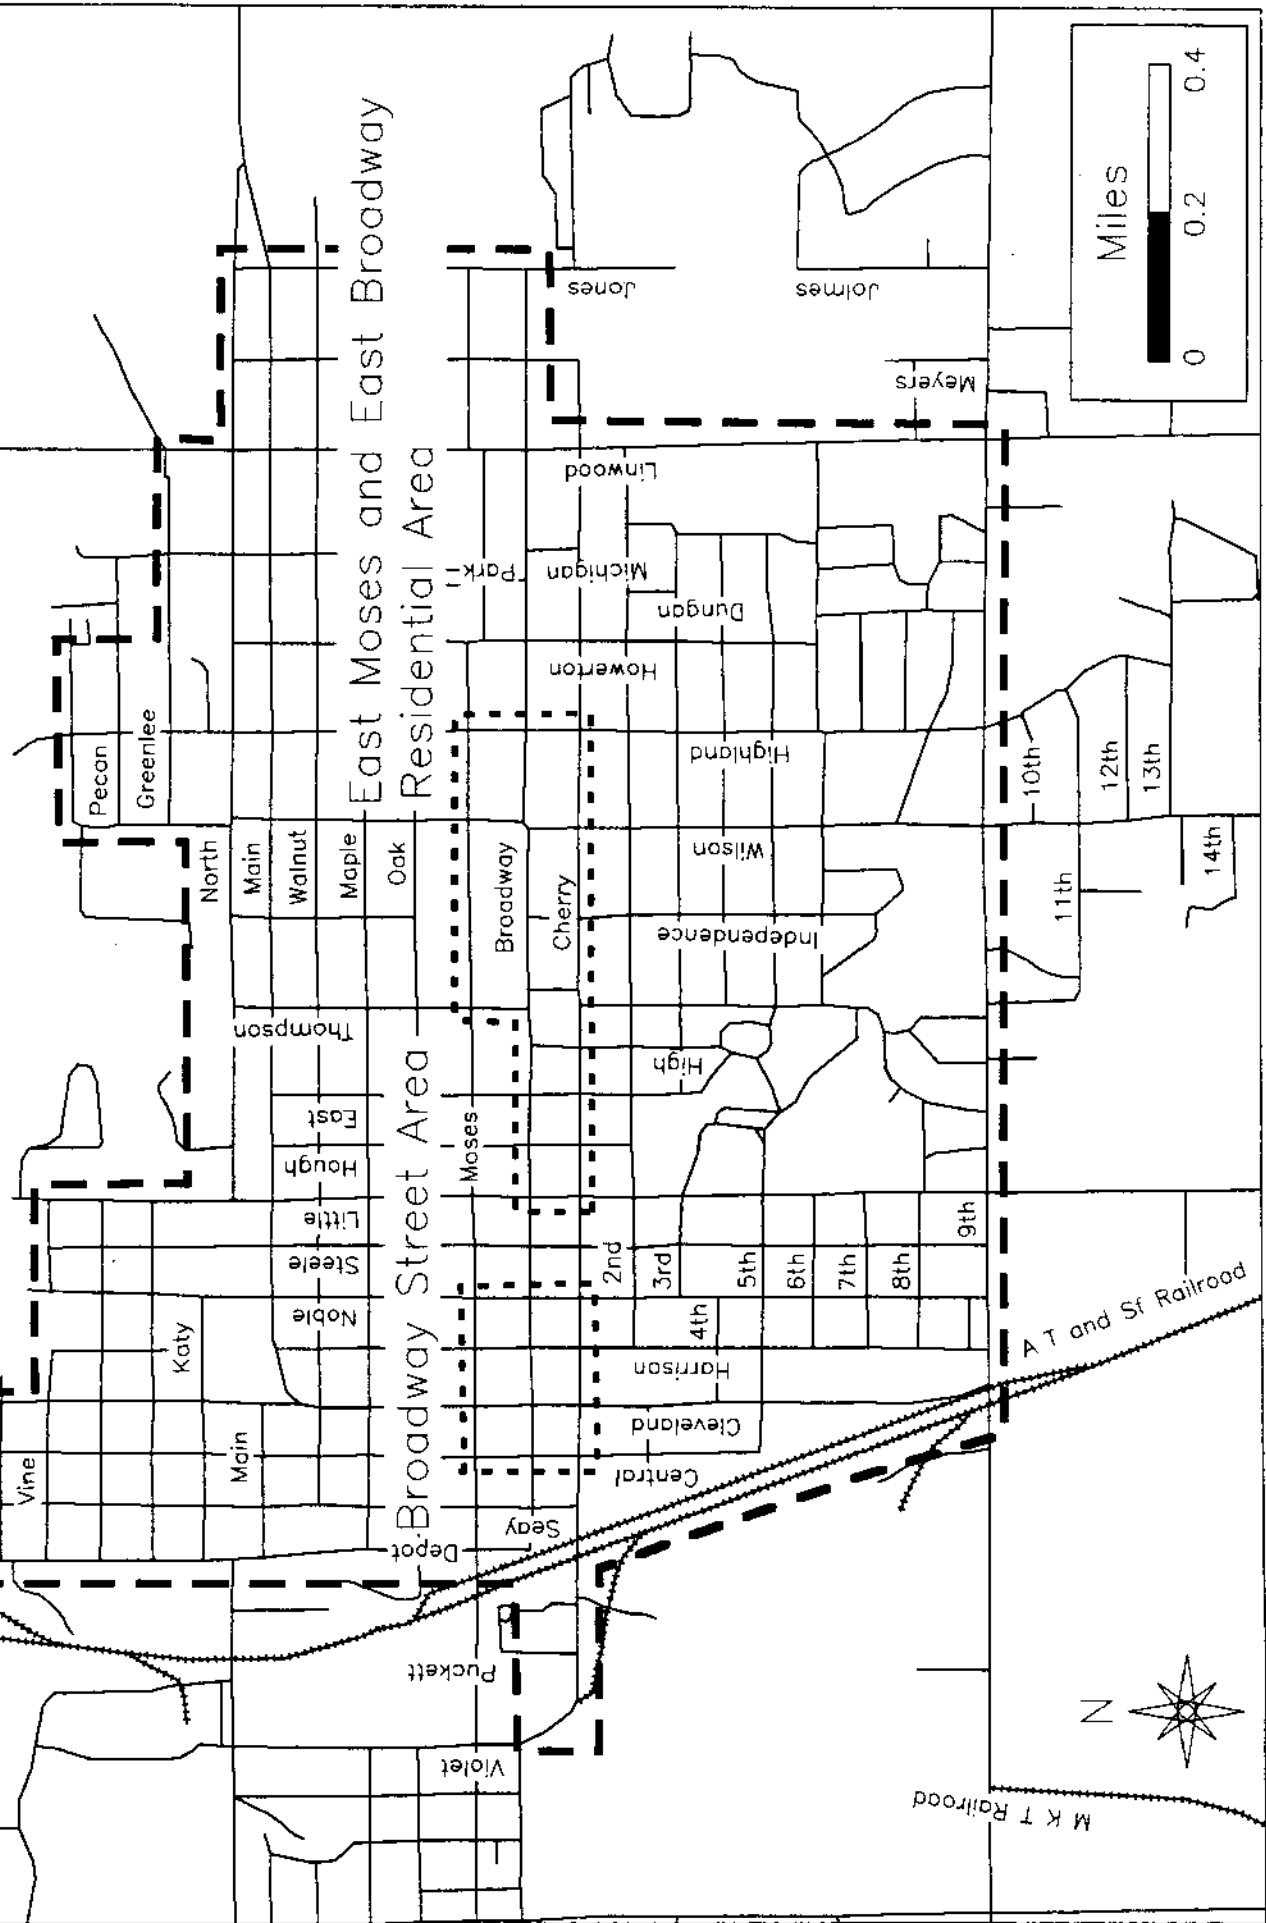 East Moses and East Broadway
Residential Area
Broadway Street Area
Pecan
Greenlee
North
Main
Walnut
Maple
Oak
Broadway
Cherry
Moses
Katy
Main
Vine
2nd
3rd
4th
5th
6th
7th
8th
9th
10th
11th
12th
13th
14th
Violet
Puckett
Depot
Seay
Central
Cleveland
Harrison
Noble
Steele
Little
Hough
East
High
Thompson
Independence
Wilson
Highland
Howerton
Dungan
Park
Michigan
Linwood
Meyers
Jones
Jolmes
A T and Sf Railroad
M K T Railroad
N
Miles
0 0.2 0.4